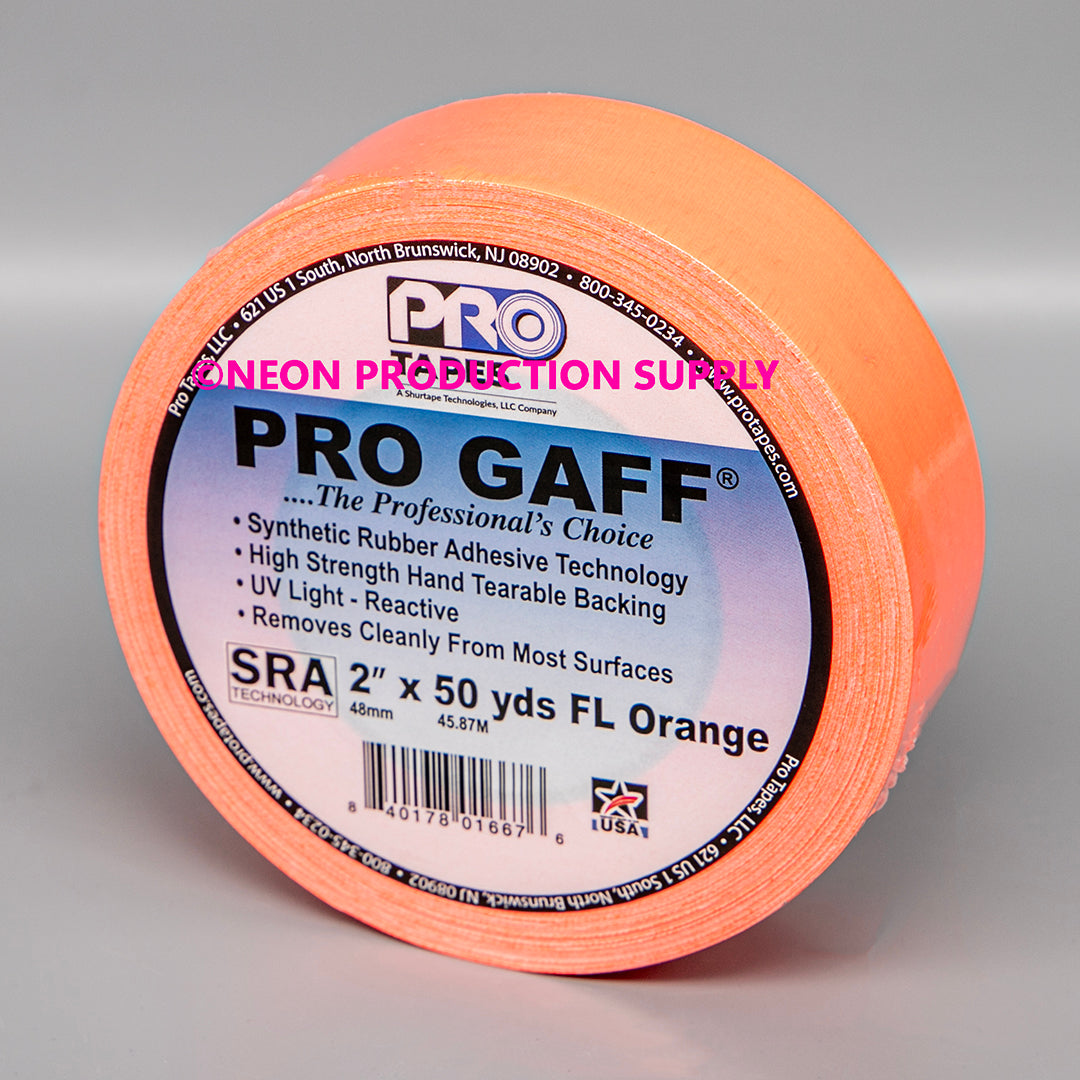 Pro Tapes, LLC • 621 US 1 South, North Brunswick, NJ 08902 • 800-345-0234 • www.protapes.com
PRO
TAPES
©NEON PRODUCTION SUPPLY
A Shurtape Technologies, LLC Company
PRO GAFF®
....The Professional's Choice
• Synthetic Rubber Adhesive Technology
• High Strength Hand Tearable Backing
• UV Light - Reactive
• Removes Cleanly From Most Surfaces
SRA
TECHNOLOGY
2" x 50 yds FL Orange
48mm 45.87M
8 40178 01667 6
USA
Pro Tapes, LLC • 621 US 1 South, North Brunswick, NJ 08902 • 800-345-0234 • www.protapes.com